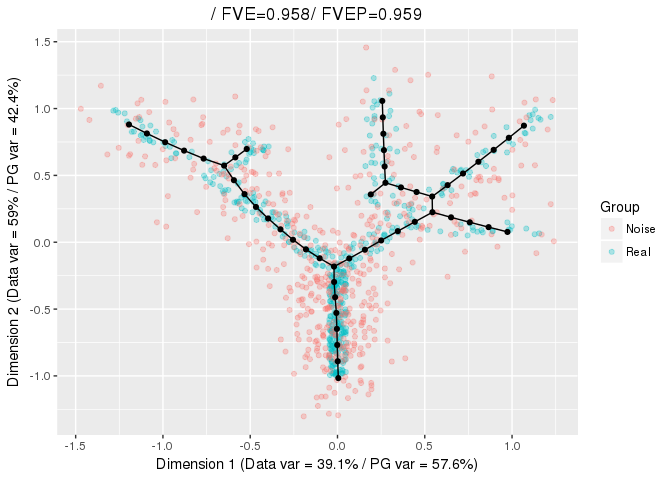 / FVE=0.958/ FVEP=0.959
1.5
1.0
0.5
0.0
-0.5
-1.0
Dimension 2 (Data var = 59% / PG var = 42.4%)
-1.5 -1.0 -0.5 0.0 0.5 1.0
Dimension 1 (Data var = 39.1% / PG var = 57.6%)
Group
Noise
Real